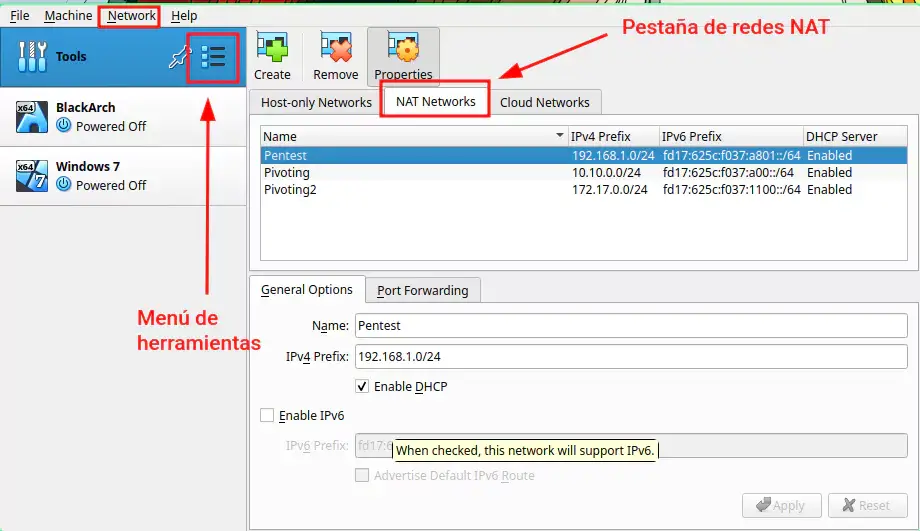 File Machine Network Help
Pestaña de redes NAT
Tools
Create Remove Properties
Host-only Networks NAT Networks Cloud Networks
x64 BlackArch
Powered Off
x64 Windows 7
7 Powered Off
Name IPv4 Prefix IPv6 Prefix DHCP Server
Pentest 192.168.1.0/24 fd17:625c:f037:a801::/64 Enabled
Pivoting 10.10.0.0/24 fd17:625c:f037:a00::/64 Enabled
Pivoting2 172.17.0.0/24 fd17:625c:f037:1100::/64 Enabled
Menú de
herramientas
General Options Port Forwarding
Name: Pentest
IPv4 Prefix: 192.168.1.0/24
Enable DHCP
Enable IPv6
IPv6 Prefix: fd17:6
When checked, this network will support IPv6.
Advertise Default IPv6 Route
Apply Reset